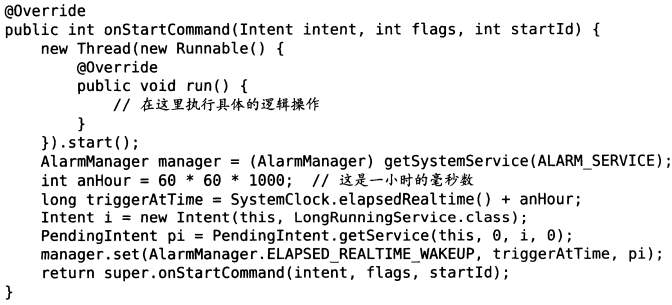 @Override
public int onStartCommand(Intent intent, int flags, int startId) {
    new Thread(new Runnable() {
        @Override
        public void run() {
            // 在这里执行具体的逻辑操作
        }
    }).start();
    AlarmManager manager = (AlarmManager) getSystemService(ALARM_SERVICE);
    int anHour = 60 * 60 * 1000;  // 这是一小时的毫秒数
    long triggerAtTime = SystemClock.elapsedRealtime() + anHour;
    Intent i = new Intent(this, LongRunningService.class);
    PendingIntent pi = PendingIntent.getService(this, 0, i, 0);
    manager.set(AlarmManager.ELAPSED_REALTIME_WAKEUP, triggerAtTime, pi);
    return super.onStartCommand(intent, flags, startId);
}